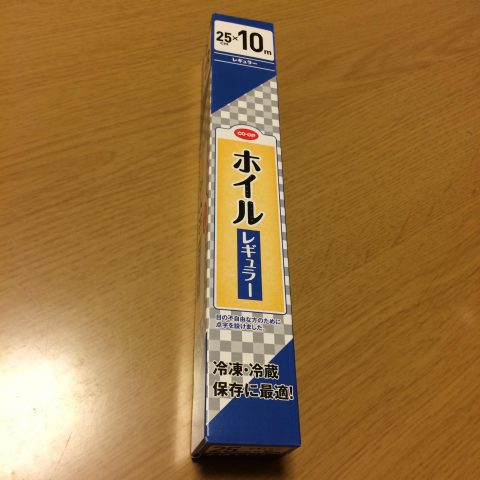 25cm×10m
レギュラー
CO·OP
ホイル
レギュラー
目の不自由な方のために
点字を設けました
冷凍・冷蔵
保存に最適!
25